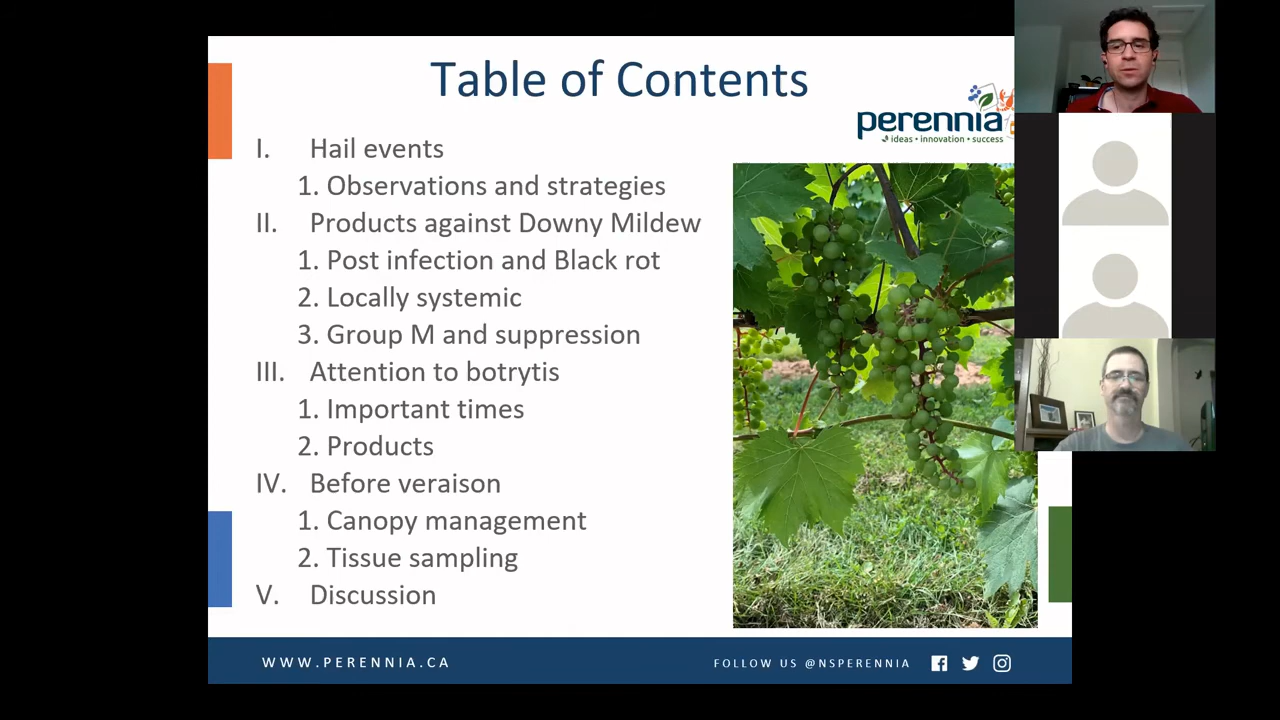 Table of Contents
perennia
ideas • innovation • success
I. Hail events
1. Observations and strategies
II. Products against Downy Mildew
1. Post infection and Black rot
2. Locally systemic
3. Group M and suppression
III. Attention to botrytis
1. Important times
2. Products
IV. Before veraison
1. Canopy management
2. Tissue sampling
V. Discussion
WWW.PERENNIA.CA
FOLLOW US @NSPERENNIA